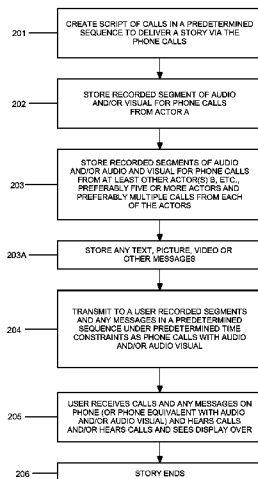 201
CREATE SCRIPT OF CALLS IN A PREDETERMINED
SEQUENCE TO DELIVER A STORY VIA THE
PHONE CALLS
202
STORE RECORDED SEGMENT OF AUDIO
AND/OR VISUAL FOR PHONE CALLS
FROM ACTOR A
203
STORE RECORDED SEGMENTS OF AUDIO
AND/OR AUDIO AND VISUAL FOR PHONE CALLS
FROM AT LEAST OTHER ACTOR(S) B, ETC.,
PREFERABLY FIVE OR MORE ACTORS AND
PREFERABLY MULTIPLE CALLS FROM EACH
OF THE ACTORS
203A
STORE ANY TEXT, PICTURE, VIDEO OR
OTHER MESSAGES
204
TRANSMIT TO A USER RECORDED SEGMENTS
AND ANY MESSAGES IN A PREDETERMINED
SEQUENCE UNDER PREDETERMINED TIME
CONSTRAINTS AS PHONE CALLS WITH AUDIO
AND/OR AUDIO VISUAL
205
USER RECEIVES CALLS AND ANY MESSAGES ON
PHONE (OR PHONE EQUIVALENT WITH AUDIO
AND/OR AUDIO VISUAL) AND HEARS CALLS
AND/OR HEARS CALLS AND SEES DISPLAY OVER
206
STORY ENDS